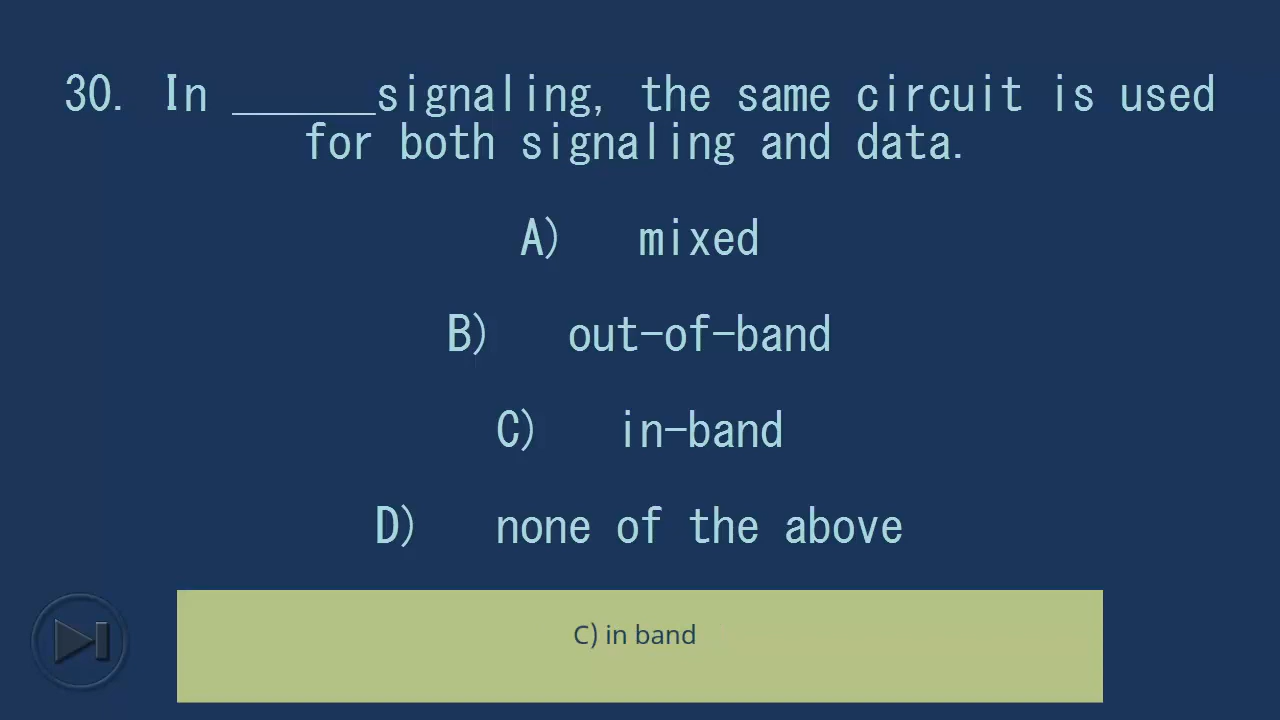 30. In ______signaling, the same circuit is used
for both signaling and data.
A) mixed
B) out-of-band
C) in-band
D) none of the above
C) in band